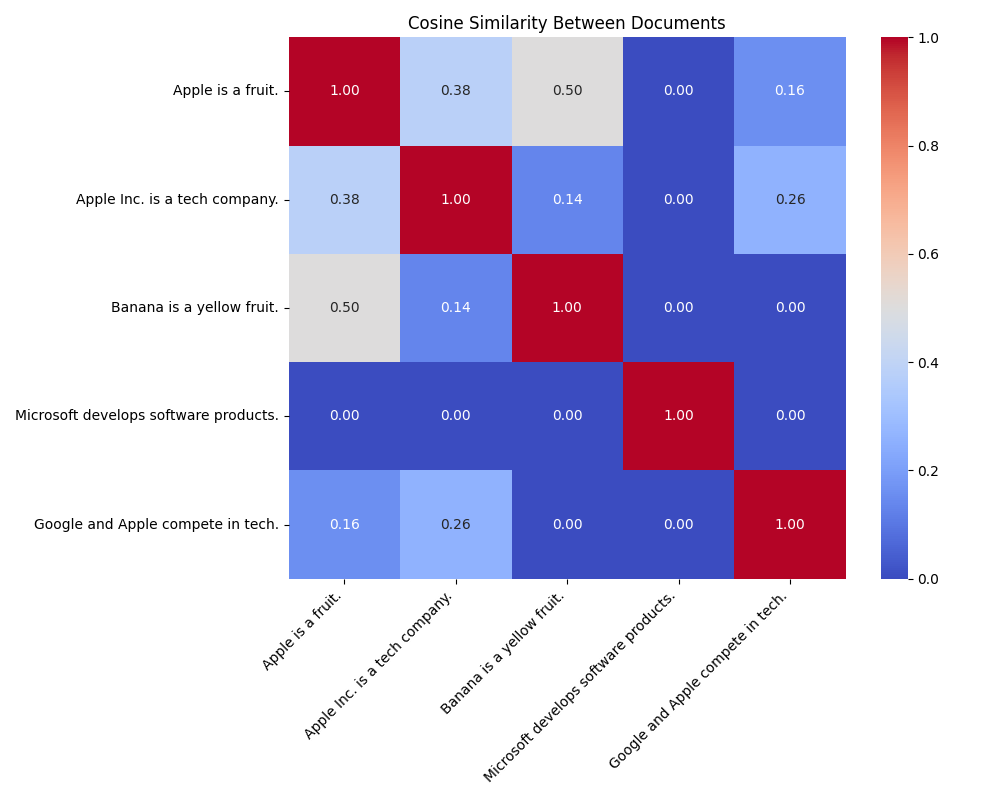 Cosine Similarity Between Documents
Apple is a fruit. 1.00 0.38 0.50 0.00 0.16
Apple Inc. is a tech company. 0.38 1.00 0.14 0.00 0.26
Banana is a yellow fruit. 0.50 0.14 1.00 0.00 0.00
Microsoft develops software products. 0.00 0.00 0.00 1.00 0.00
Google and Apple compete in tech. 0.16 0.26 0.00 0.00 1.00
Apple is a fruit.
Apple Inc. is a tech company.
Banana is a yellow fruit.
Microsoft develops software products.
Google and Apple compete in tech.
1.0
0.8
0.6
0.4
0.2
0.0